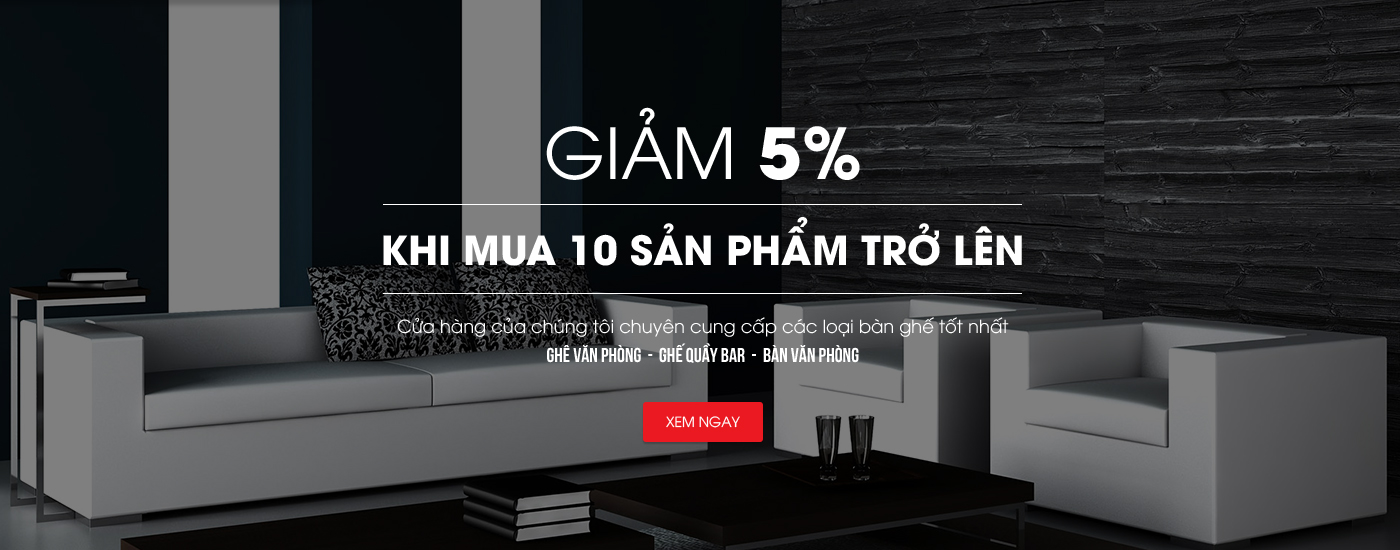 GIẢM 5%
KHI MUA 10 SẢN PHẨM TRỞ LÊN
Cửa hàng của chúng tôi chuyên cung cấp các loại bàn ghế tốt nhất
GHẾ VĂN PHÒNG - GHẾ QUẦY BAR - BÀN VĂN PHÒNG
XEM NGAY